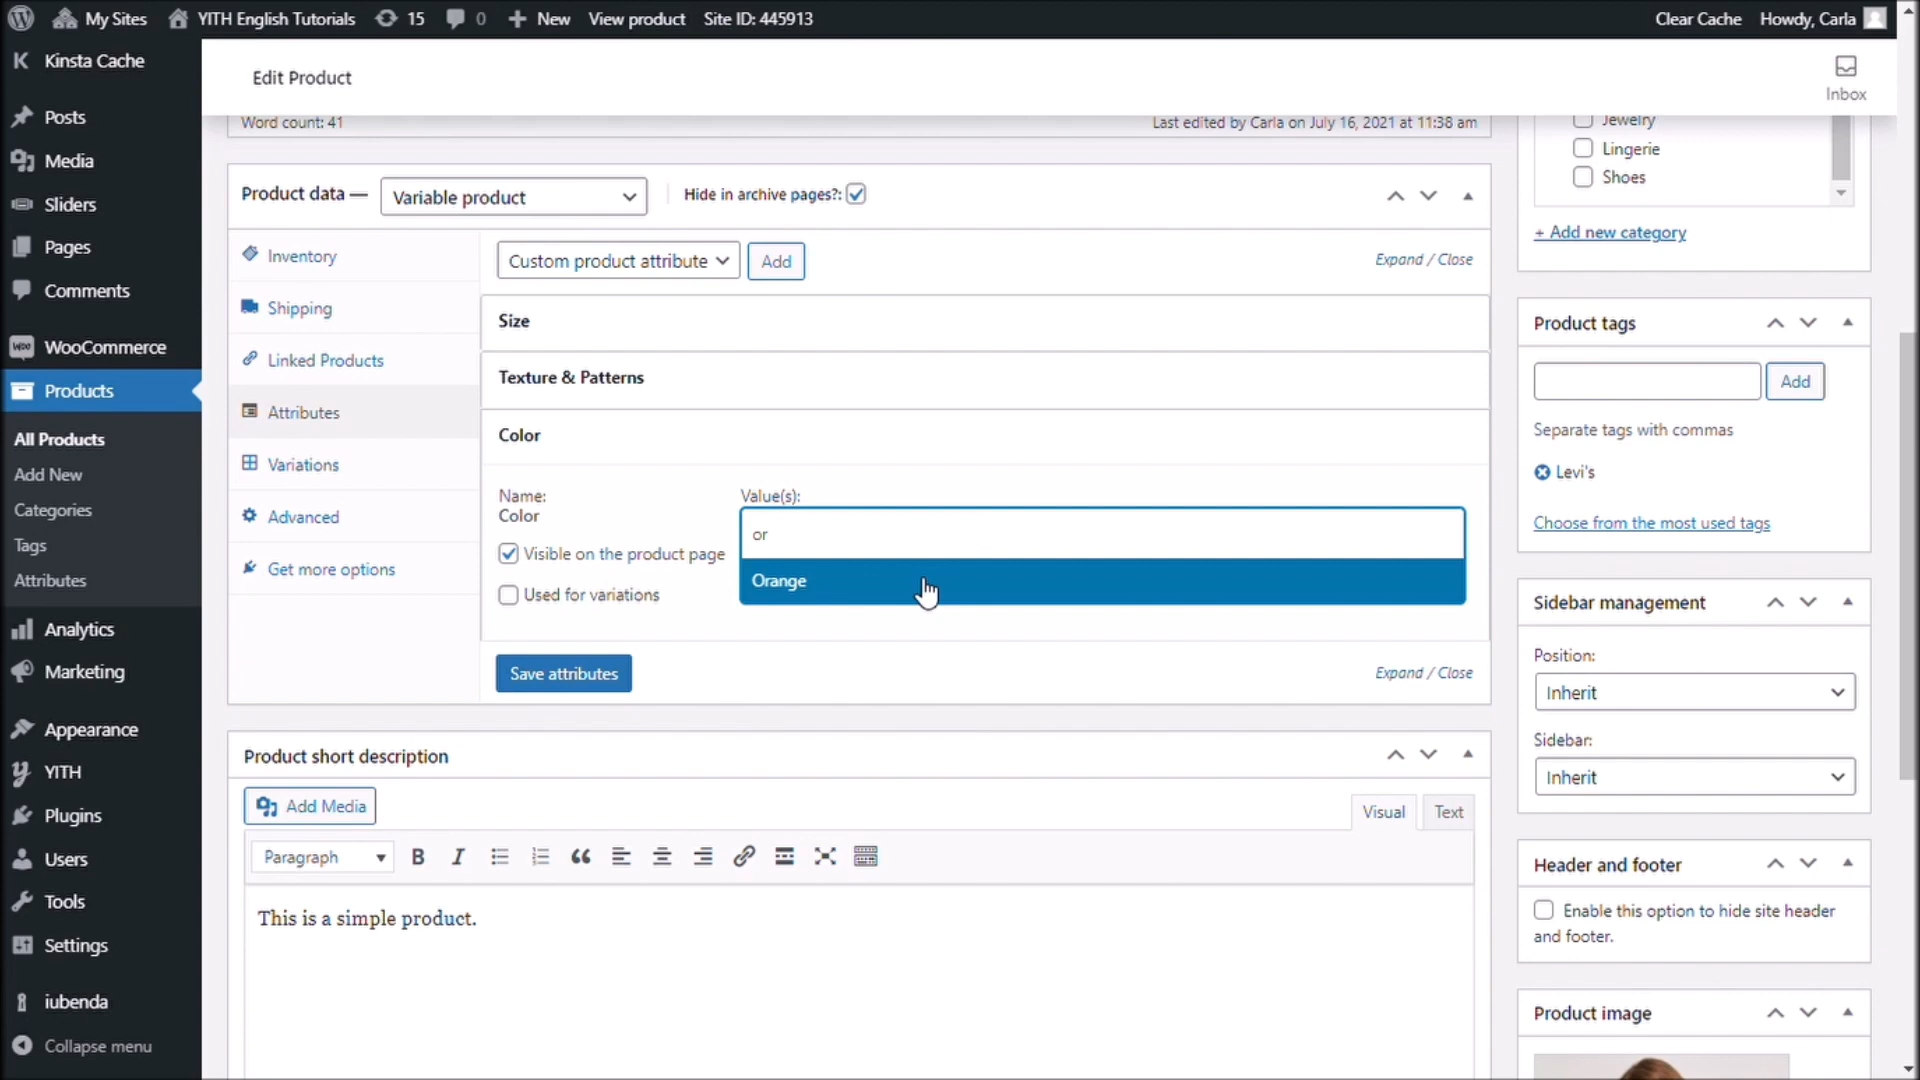 My Sites YITH English Tutorials 15 0 New View product Site ID: 445913 Clear Cache Howdy, Carla
Kinsta Cache
Posts
Media
Sliders
Pages
Comments
WooCommerce
Products
All Products
Add New
Categories
Tags
Attributes
Analytics
Marketing
Appearance
YITH
Plugins
Users
Tools
Settings
iubenda
Collapse menu
Edit Product
Inbox
Word count: 41 Last edited by Carla on July 16, 2021 at 11:38 am
Product data — Variable product Hide in archive pages?:
Inventory
Shipping
Linked Products
Attributes
Variations
Advanced
Get more options
Custom product attribute Add Expand / Close
Size
Texture & Patterns
Color
Name:
Color
Visible on the product page
Used for variations
Value(s):
or
Orange
Save attributes Expand / Close
Product short description
Add Media Visual Text
Paragraph B I
This is a simple product.
Jewelry
Lingerie
Shoes
+ Add new category
Product tags
Add
Separate tags with commas
Levi's
Choose from the most used tags
Sidebar management
Position:
Inherit
Sidebar:
Inherit
Header and footer
Enable this option to hide site header
and footer.
Product image